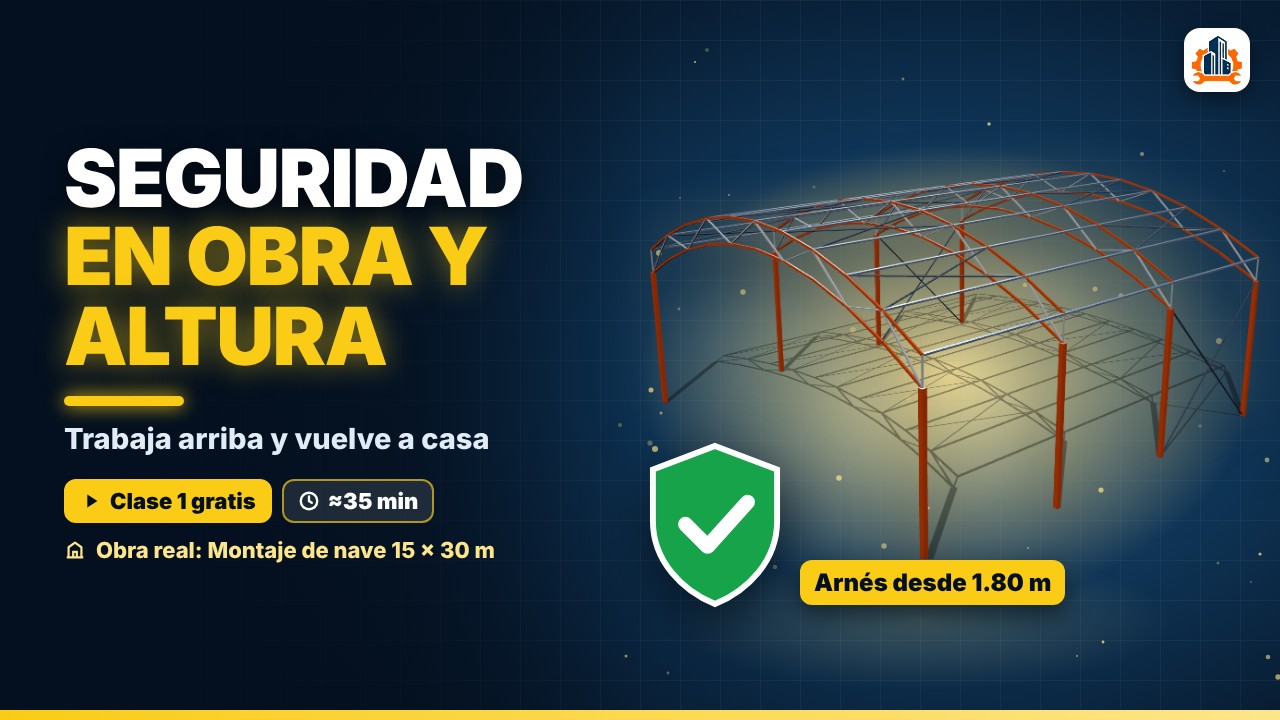 SEGURIDAD
EN OBRA Y
ALTURA
Trabaja arriba y vuelve a casa
Clase 1 gratis
≈35 min
Obra real: Montaje de nave 15 × 30 m
Arnés desde 1.80 m